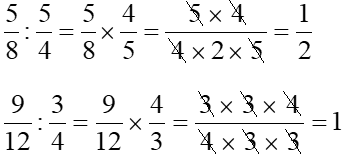 5/8 : 5/4 = 5/8 × 4/5 = (5 × 4)/(4 × 2 × 5) = 1/2
9/12 : 3/4 = 9/12 × 4/3 = (3 × 3 × 4)/(4 × 3 × 3) = 1